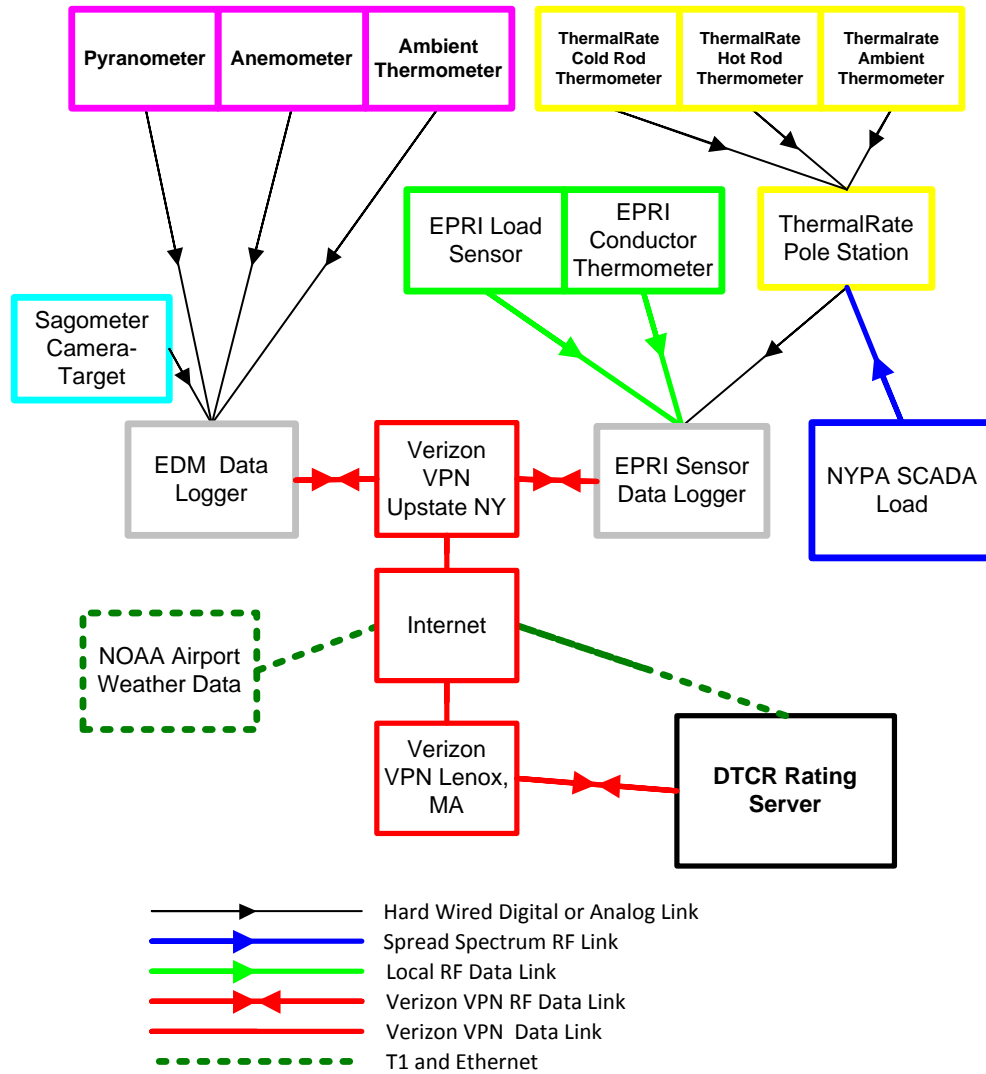 Pyranometer
Anemometer
Ambient
Thermometer
ThermalRate
Cold Rod
Thermometer
ThermalRate
Hot Rod
Thermometer
Thermalrate
Ambient
Thermometer
EPRI Load
Sensor
EPRI
Conductor
Thermometer
ThermalRate
Pole Station
Sagometer
Camera-
Target
EDM Data
Logger
Verizon
VPN
Upstate NY
EPRI Sensor
Data Logger
NYPA SCADA
Load
NOAA Airport
Weather Data
Internet
Verizon
VPN Lenox,
MA
DTCR Rating
Server
Hard Wired Digital or Analog Link
Spread Spectrum RF Link
Local RF Data Link
Verizon VPN RF Data Link
Verizon VPN  Data Link
T1 and Ethernet